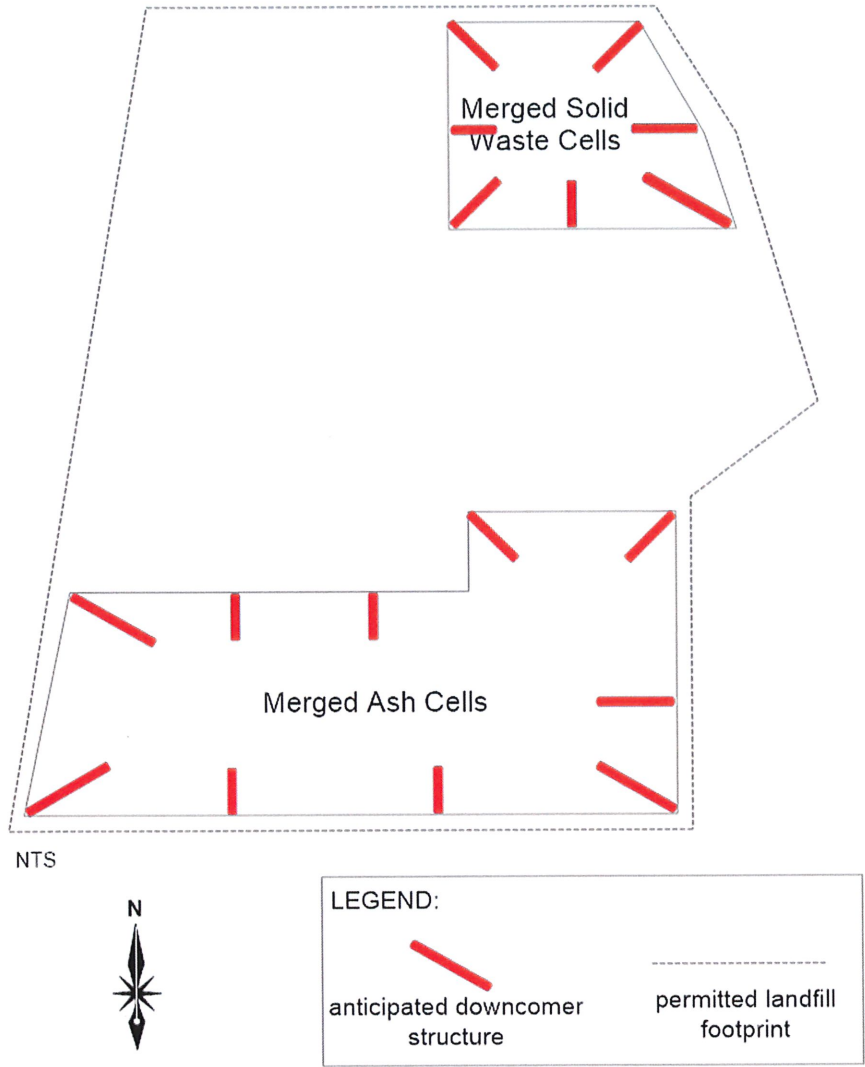 Merged Solid
Waste Cells
Merged Ash Cells
NTS
N
LEGEND:
anticipated downcomer
structure
permitted landfill
footprint